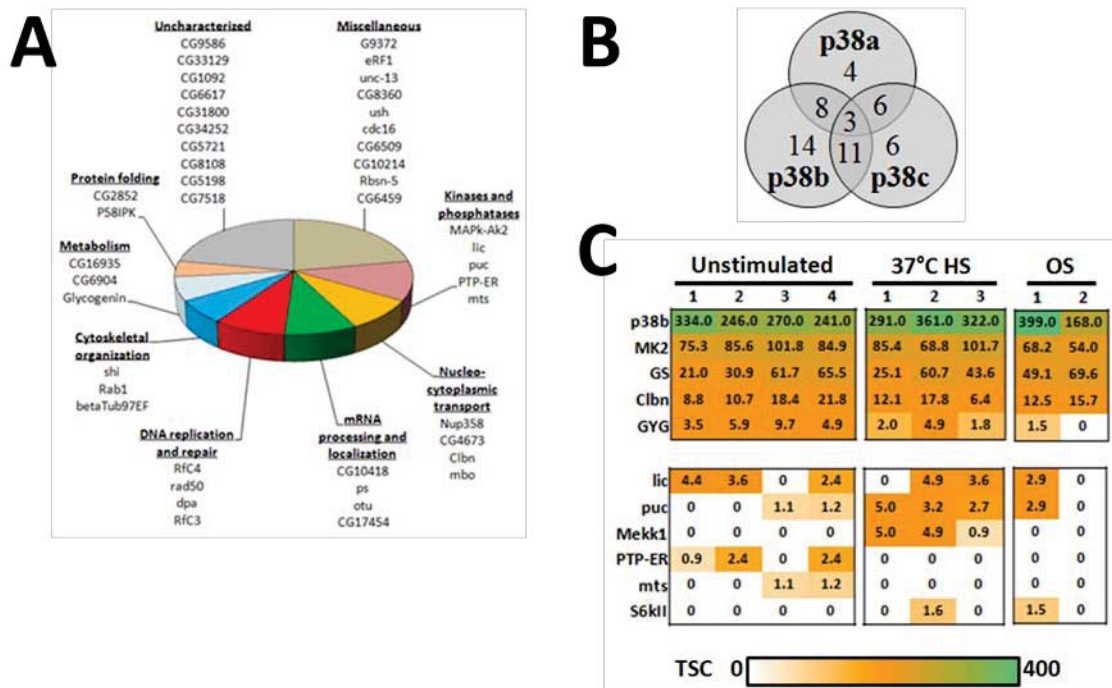 A
Uncharacterized
CG9586
CG33129
CG1092
CG6617
CG31800
CG34252
CG5721
CG8108
CG5198
CG7518
Miscellaneous
G9372
eRF1
unc-13
CG8360
ush
cdc16
CG6509
CG10214
Rbsn-5
CG6459
Protein folding
CG2852
P58IPK
Kinases and
phosphatases
MAPk-Ak2
lic
puc
PTP-ER
mts
Metabolism
CG16935
CG6904
Glycogenin
Cytoskeletal
organization
shi
Rab1
betaTub97EF
DNA replication
and repair
RfC4
rad50
dpa
RfC3
mRNA
processing and
localization
CG10418
ps
otu
CG17454
Nucleo-
cytoplasmic
transport
Nup358
CG4673
Clbn
mbo
B
p38a
4
8 3 6
14 11 6
p38b p38c
C
Unstimulated 37°C HS OS
1 2 3 4 1 2 3 1 2
p38b 334.0 246.0 270.0 241.0 291.0 361.0 322.0 399.0 168.0
MK2 75.3 85.6 101.8 84.9 85.4 68.8 101.7 68.2 54.0
GS 21.0 30.9 61.7 65.5 25.1 60.7 43.6 49.1 69.6
Clbn 8.8 10.7 18.4 21.8 12.1 17.8 6.4 12.5 15.7
GYG 3.5 5.9 9.7 4.9 2.0 4.9 1.8 1.5 0
lic 4.4 3.6 0 2.4 0 4.9 3.6 2.9 0
puc 0 0 1.1 1.2 5.0 3.2 2.7 2.9 0
Mekk1 0 0 0 0 5.0 4.9 0.9 0 0
PTP-ER 0.9 2.4 0 2.4 0 0 0 0 0
mts 0 0 1.1 1.2 0 0 0 0 0
S6kII 0 0 0 0 0 1.6 0 1.5 0
TSC 0 400